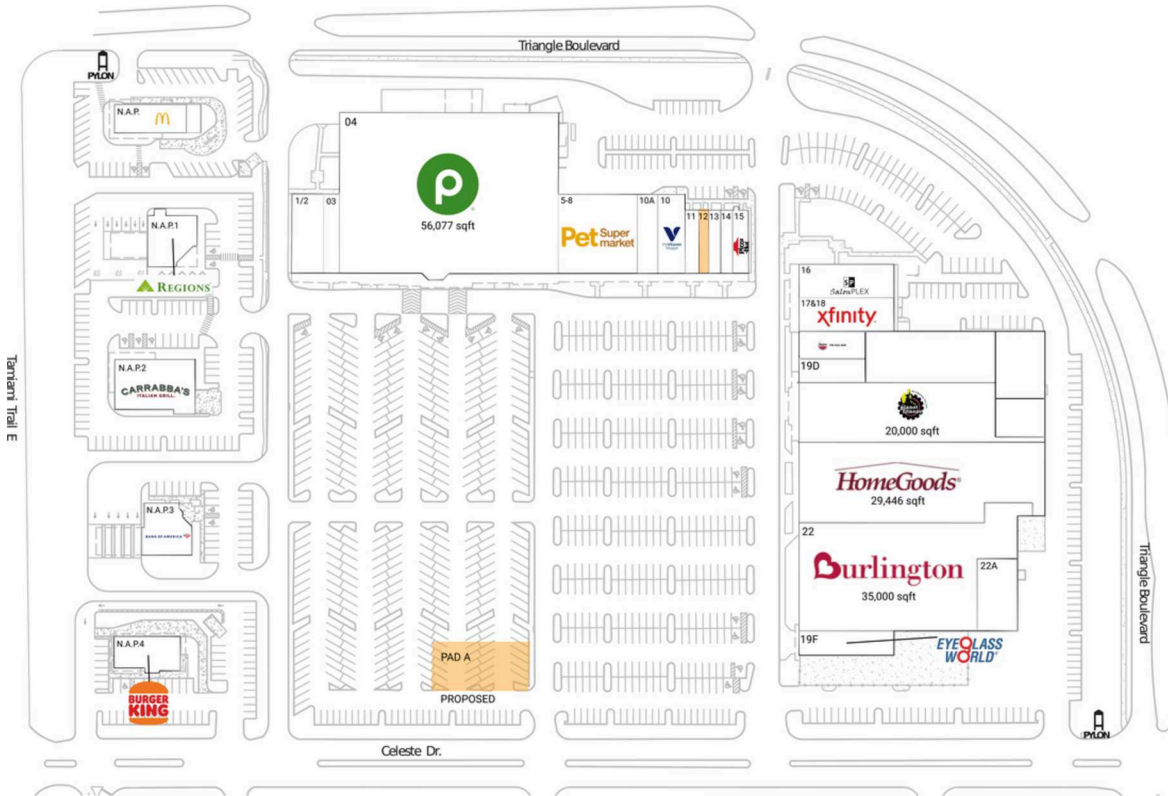 Triangle Boulevard
PYLON
N.A.P.
04
56,077 sqft
1/2
03
5-8
Pet Super
market
10A
10
11
12
13
14
15
N.A.P.1
REGIONS
N.A.P.2
CARRABBA'S
ITALIAN GRILL
Tamiami Trail E
N.A.P.3
BANK OF AMERICA
N.A.P.4
BURGER
KING
PAD A
PROPOSED
Celeste Dr.
16
SalonPLEX
17&18
xfinity
19D
20,000 sqft
HomeGoods
29,446 sqft
22
Burlington
35,000 sqft
22A
19F
EYEGLASS
WORLD
Triangle Boulevard
PYLON